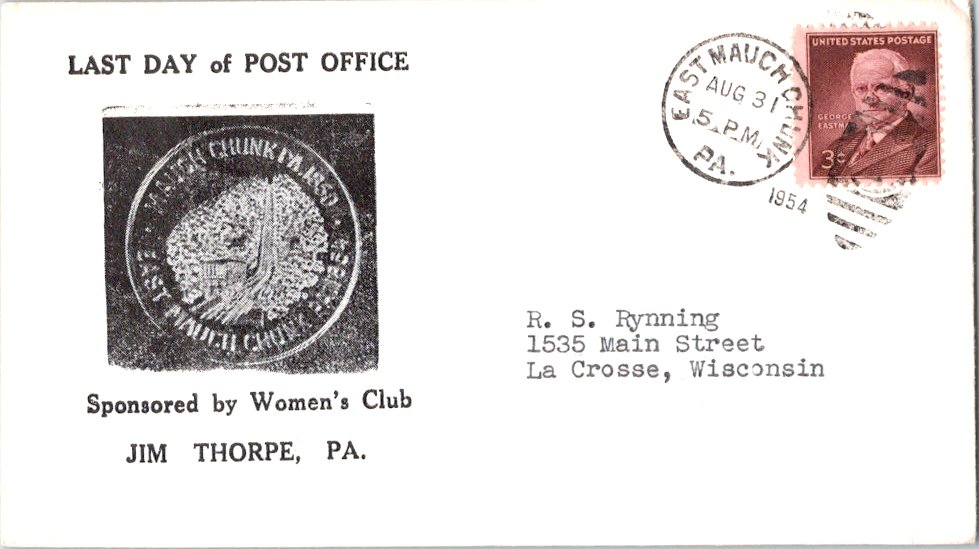 LAST DAY of POST OFFICE
MAUCH CHUNK PA. 1850
EAST MAUCH CHUNK
Sponsored by Women's Club
JIM THORPE, PA.
EAST MAUCH CHUNK
AUG 31
5 P.M.
PA.
1954
UNITED STATES POSTAGE
GEORGE
EASTMAN
3¢
R. S. Rynning
1535 Main Street
La Crosse, Wisconsin